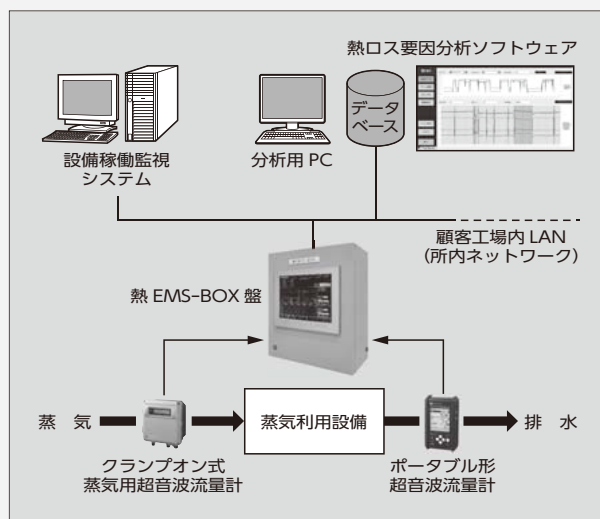 熱ロス要因分析ソフトウェア
データ
ベース
設備稼働監視
システム
分析用 PC
顧客工場内 LAN
(所内ネットワーク)
熱 EMS-BOX 盤
蒸 気
蒸気利用設備
排 水
クランプオン式
蒸気用超音波流量計
ポータブル形
超音波流量計